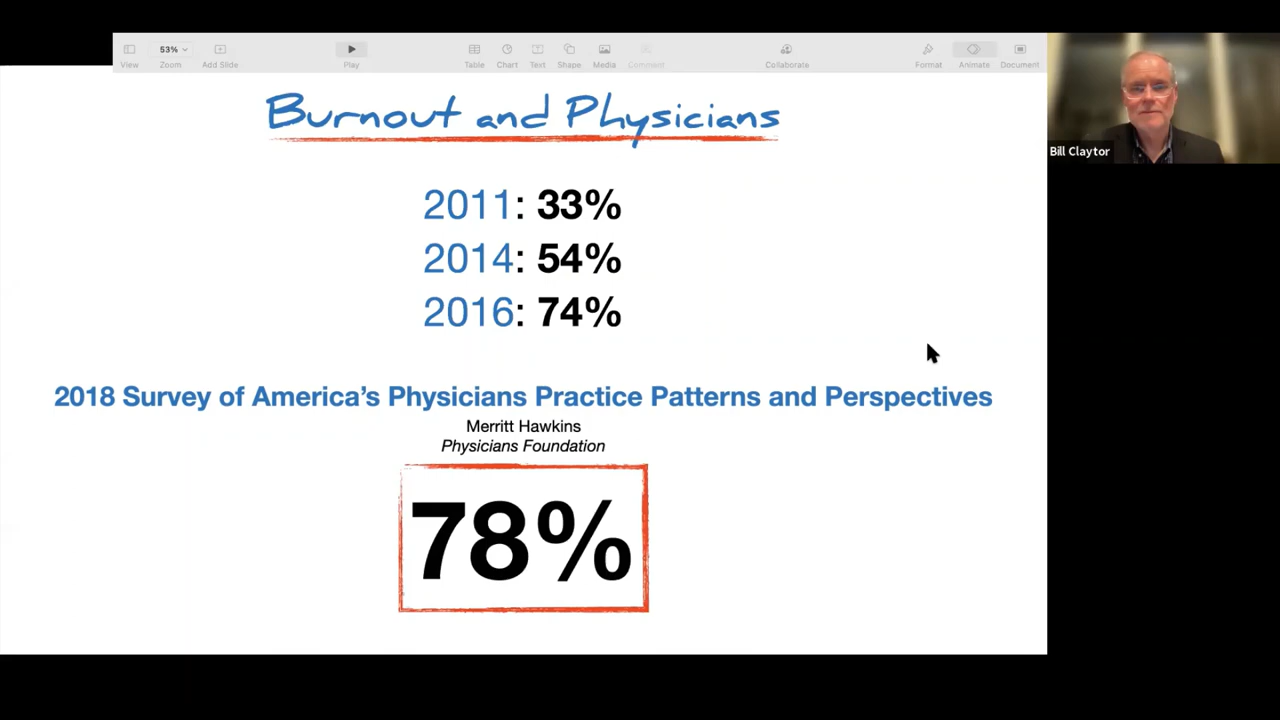 53%
View
Zoom
Add Slide
Play
Table
Chart
Text
Shape
Media
Comment
Collaborate
Format
Animate
Document
Burnout and Physicians
Bill Claytor
2011: 33%
2014: 54%
2016: 74%
2018 Survey of America's Physicians Practice Patterns and Perspectives
Merritt Hawkins
Physicians Foundation
78%